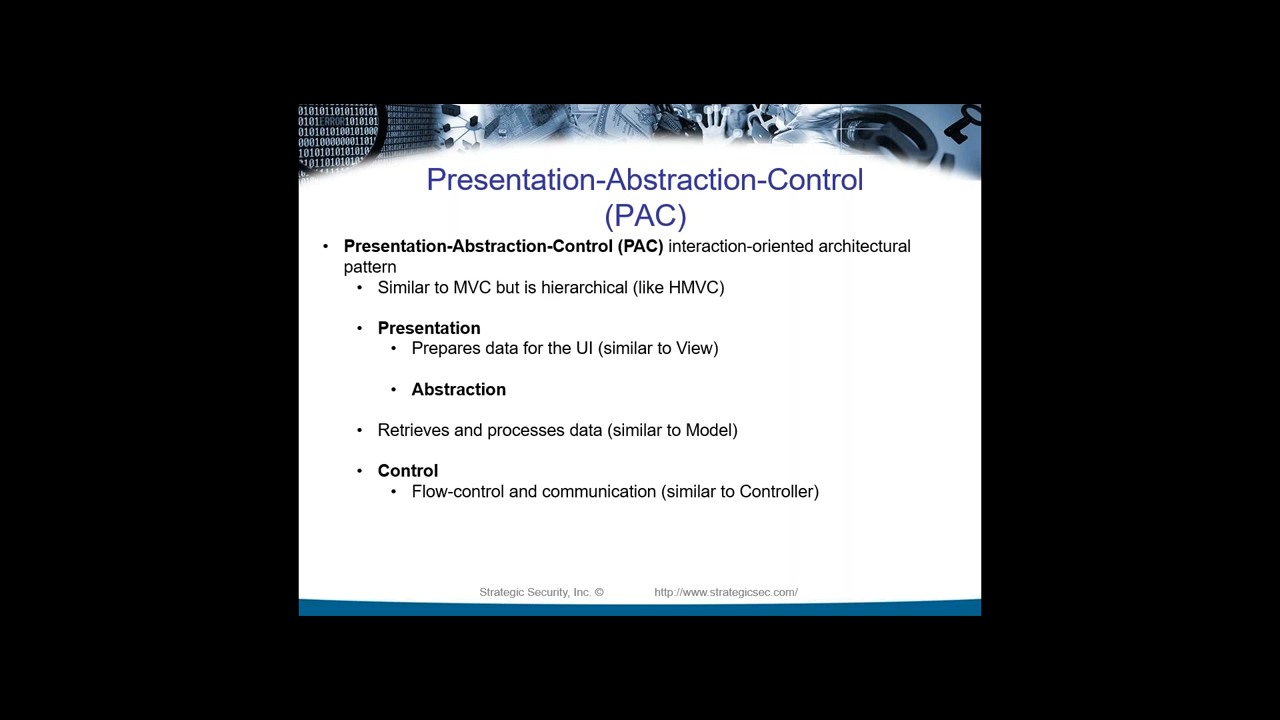 Presentation-Abstraction-Control
(PAC)
• Presentation-Abstraction-Control (PAC) interaction-oriented architectural
pattern
• Similar to MVC but is hierarchical (like HMVC)
• Presentation
• Prepares data for the UI (similar to View)
• Abstraction
• Retrieves and processes data (similar to Model)
• Control
• Flow-control and communication (similar to Controller)
Strategic Security, Inc. © http://www.strategicsec.com/